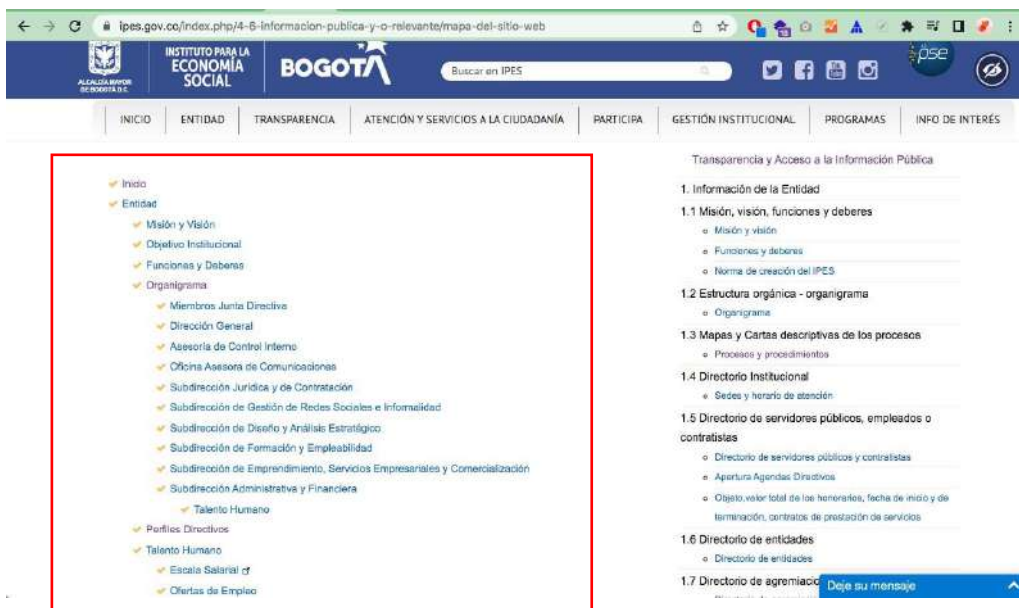 ipes.gov.co/index.php/4-6-informacion-publica-y-o-relevante/mapa-del-sitio-web
ALCALDÍA MAYOR
DE BOGOTÁ D.C.
INSTITUTO PARA LA
ECONOMÍA
SOCIAL
BOGOTÁ
Buscar en IPES
You
pse
INICIO
ENTIDAD
TRANSPARENCIA
ATENCIÓN Y SERVICIOS A LA CIUDADANÍA
PARTICIPA
GESTIÓN INSTITUCIONAL
PROGRAMAS
INFO DE INTERÉS
Inicio
Entidad
Misión y Visión
Objetivo Institucional
Funciones y Deberes
Organigrama
Miembros Junta Directiva
Dirección General
Asesoría de Control Interno
Oficina Asesora de Comunicaciones
Subdirección Jurídica y de Contratación
Subdirección de Gestión de Redes Sociales e Informalidad
Subdirección de Diseño y Análisis Estratégico
Subdirección de Formación y Empleabilidad
Subdirección de Emprendimiento, Servicios Empresariales y Comercialización
Subdirección Administrativa y Financiera
Talento Humano
Perfiles Directivos
Talento Humano
Escala Salarial
Ofertas de Empleo
Transparencia y Acceso a la Información Pública
1. Información de la Entidad
1.1 Misión, visión, funciones y deberes
Misión y visión
Funciones y deberes
Norma de creación del IPES
1.2 Estructura orgánica - organigrama
Organigrama
1.3 Mapas y Cartas descriptivas de los procesos
Procesos y procedimientos
1.4 Directorio Institucional
Sedes y horario de atención
1.5 Directorio de servidores públicos, empleados o
contratistas
Directorio de servidores públicos y contratistas
Apertura Agendas Directivos
Objeto,valor total de los honorarios, fecha de inicio y de
terminación, contratos de prestación de servicios
1.6 Directorio de entidades
Directorio de entidades
1.7 Directorio de agremiacio
Deje su mensaje